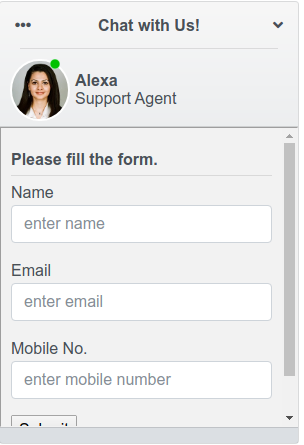 Chat with Us!
Alexa
Support Agent
Please fill the form.
Name
enter name
Email
enter email
Mobile No.
enter mobile number
Submit